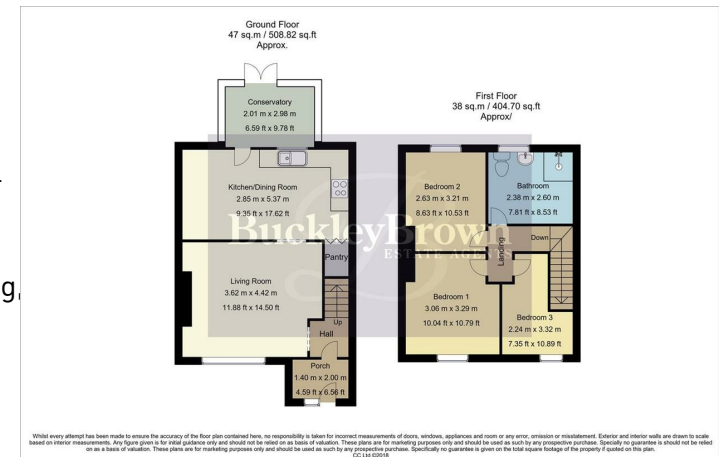 Ground Floor
47 sq.m / 508.82 sq.ft
Approx.
Conservatory
2.01 m x 2.98 m
6.59 ft x 9.78 ft
Kitchen/Dining Room
2.85 m x 5.37 m
9.35 ft x 17.62 ft
Pantry
Living Room
3.62 m x 4.42 m
11.88 ft x 14.50 ft
Up
Hall
Porch
1.40 m x 2.00 m
4.59 ft x 6.56 ft
First Floor
38 sq.m / 404.70 sq.ft
Approx/
Bedroom 2
2.63 m x 3.21 m
8.63 ft x 10.53 ft
Bathroom
2.38 m x 2.60 m
7.81 ft x 8.53 ft
Down
Landing
Bedroom 1
3.06 m x 3.29 m
10.04 ft x 10.79 ft
Bedroom 3
2.24 m x 3.32 m
7.35 ft x 10.89 ft
BuckleyBrown
ESTATE AGENTS
g,
Whilst every attempt has been made to ensure the accuracy of the floor plan contained here, no responsibility is taken for incorrect measurements of doors, windows, appliances and room or any error, omission or misstatement. Exterior and interior walls are drawn to scale
based on interior measurements. Any figure given is for initial guidance only and should not be relied on as basis of valuation. These plans are for marketing purposes only and should be used as such by any prospective purchase. Specially no guarantee is should not be relied
on as a basis of valuation. These plans are for marketing purposes only and should be used as such by any prospective purchase. Specifically no guarantee is given on the total square footage of the property if quoted on this plan.
CC Ltd ©2018